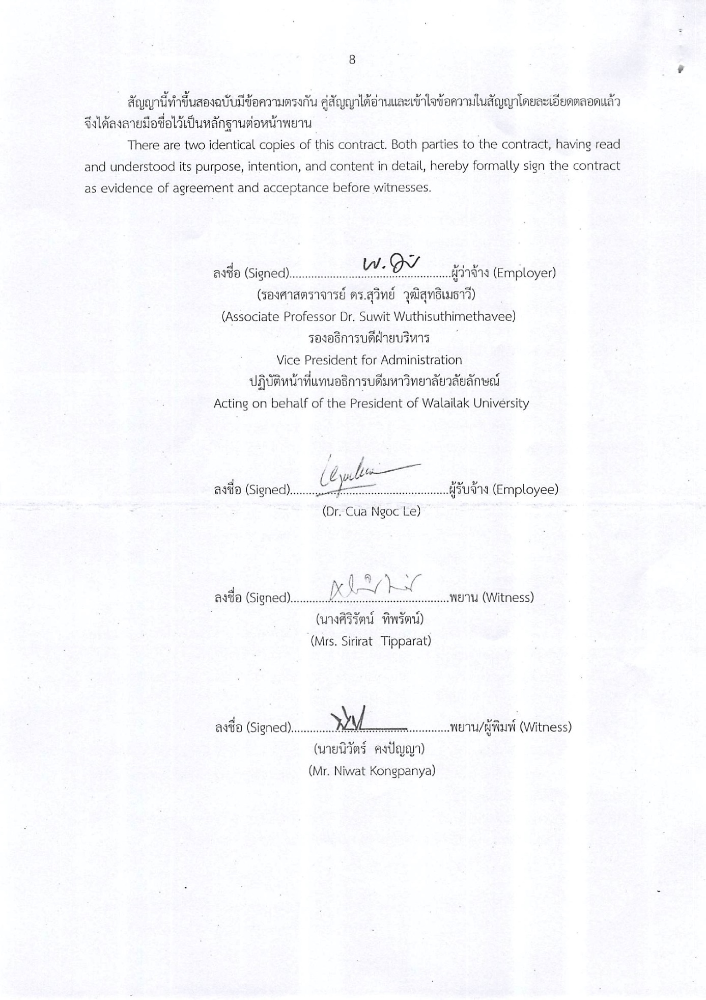 8
สัญญานี้ทำขึ้นสองฉบับมีข้อความตรงกัน คู่สัญญาได้อ่านและเข้าใจข้อความในสัญญาโดยละเอียดตลอดแล้ว
จึงได้ลงลายมือชื่อไว้เป็นหลักฐานต่อหน้าพยาน
There are two identical copies of this contract. Both parties to the contract, having read
and understood its purpose, intention, and content in detail, hereby formally sign the contract
as evidence of agreement and acceptance before witnesses.
ลงชื่อ (Signed)....................................................ผู้ว่าจ้าง (Employer)
(รองศาสตราจารย์ ดร.สุวิทย์ วุฒิสุทธิเมธาวี)
(Associate Professor Dr. Suwit Wuthisuthimethavee)
รองอธิการบดีฝ่ายบริหาร
Vice President for Administration
ปฏิบัติหน้าที่แทนอธิการบดีมหาวิทยาลัยวลัยลักษณ์
Acting on behalf of the President of Walailak University
ลงชื่อ (Signed)....................................................ผู้รับจ้าง (Employee)
(Dr. Cua Ngoc Le)
ลงชื่อ (Signed)....................................................พยาน (Witness)
(นางศิริรัตน์ ทิพรัตน์)
(Mrs. Sirirat Tipparat)
ลงชื่อ (Signed)....................................................พยาน/ผู้พิมพ์ (Witness)
(นายนิวัตร์ คงปัญญา)
(Mr. Niwat Kongpanya)